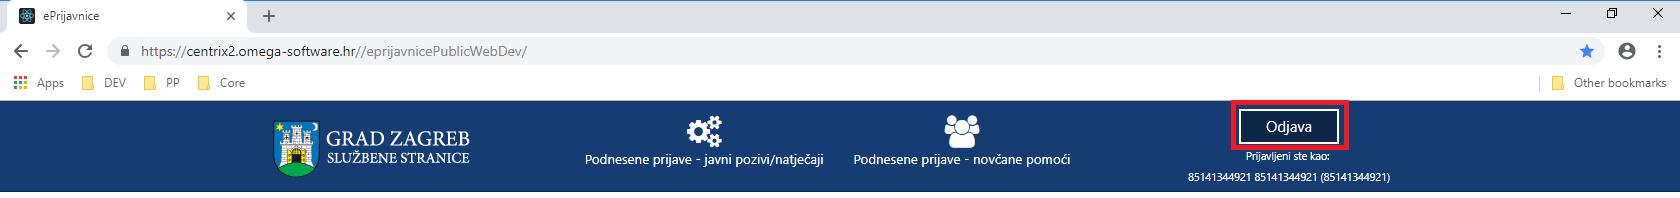 ePrijavnice
https://centrix2.omega-software.hr//eprijavnicePublicWebDev/
Apps DEV PP Core Other bookmarks
GRAD ZAGREB
SLUŽBENE STRANICE
Podnesene prijave - javni pozivi/natječaji
Podnesene prijave - novčane pomoći
Odjava
Prijavljeni ste kao:
85141344921 85141344921 (85141344921)